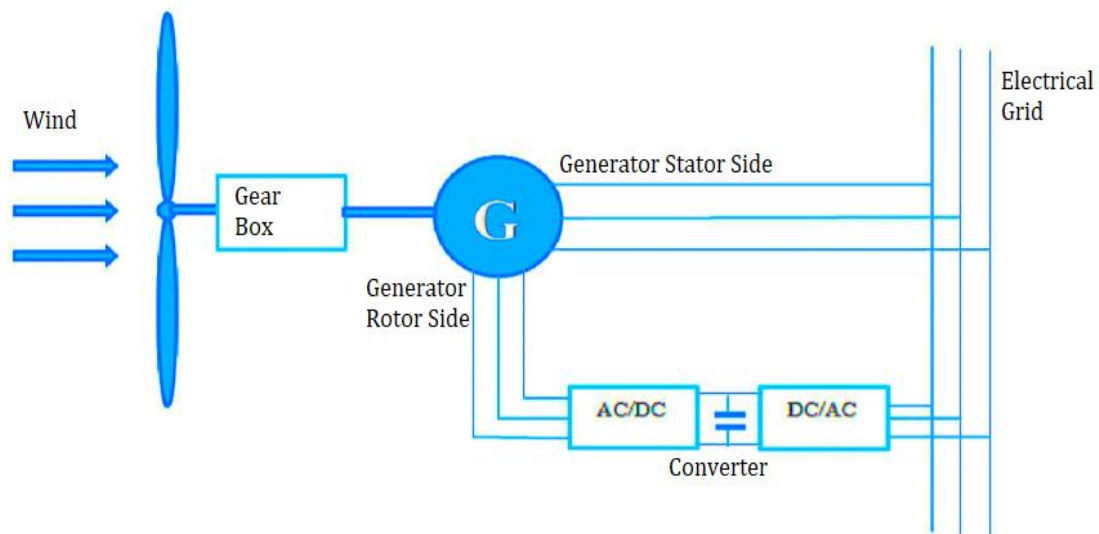 Wind
Electrical
Grid
Generator Stator Side
Gear
Box
G
Generator
Rotor Side
AC/DC
DC/AC
Converter